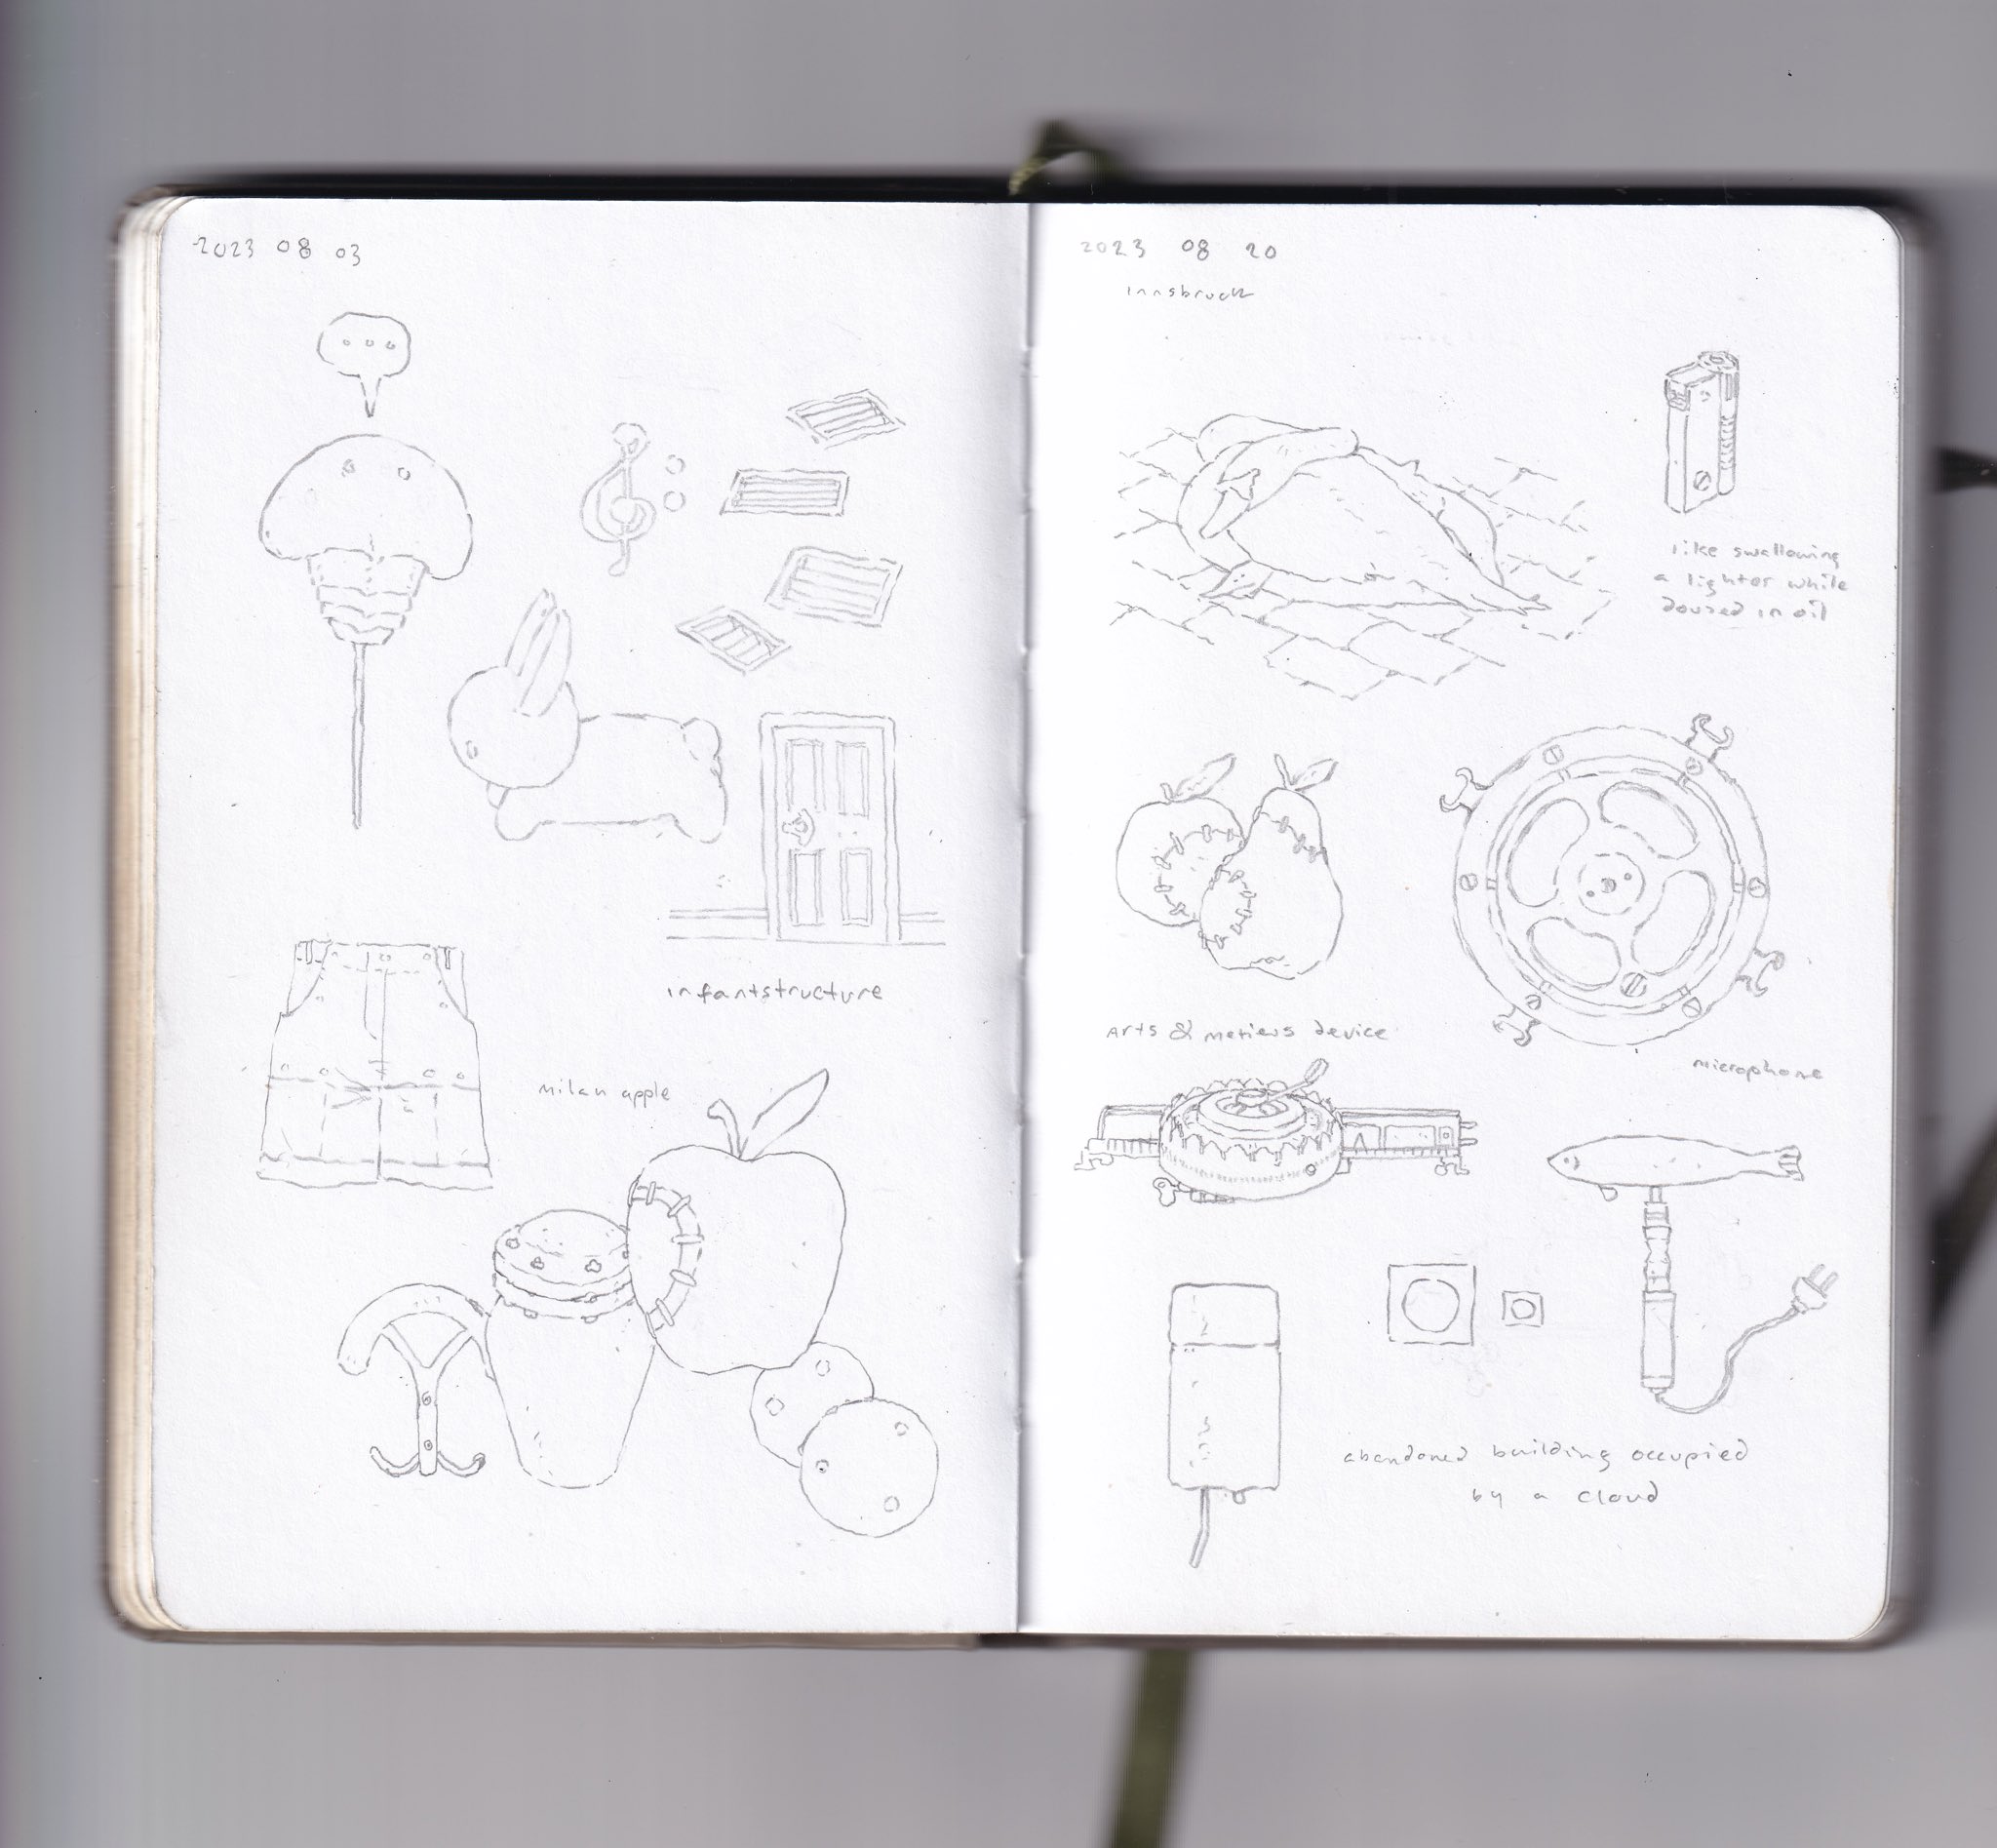 2023 08 03
infantstructure
milan apple
2023 08 20
innsbruck
like swallowing
a lighter while
doused in oil
Arts & metiers device
microphone
abandoned building occupied
by a cloud